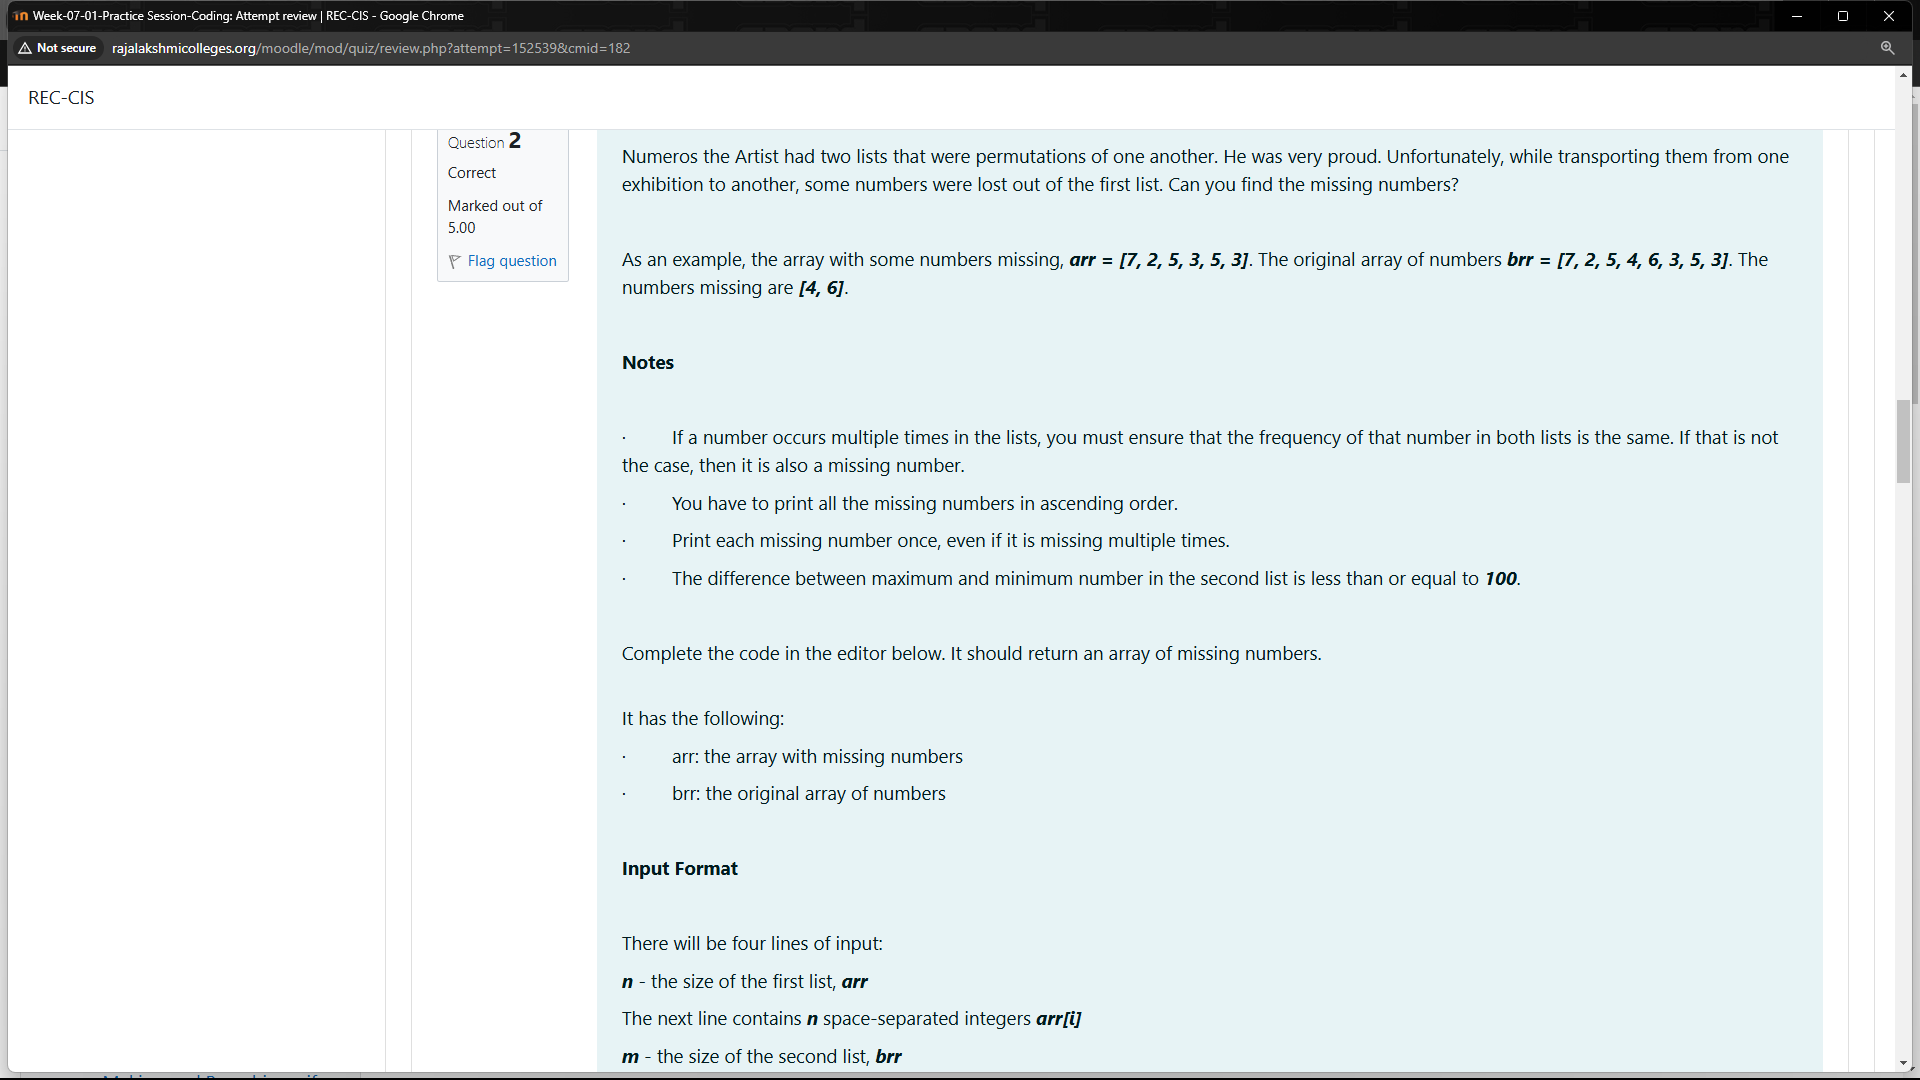 Week-07-01-Practice Session-Coding: Attempt review | REC-CIS - Google Chrome
Not secure rajalakshmicolleges.org/moodle/mod/quiz/review.php?attempt=152539&cmid=182
REC-CIS
Question 2
Correct
Marked out of
5.00
Flag question
Numeros the Artist had two lists that were permutations of one another. He was very proud. Unfortunately, while transporting them from one
exhibition to another, some numbers were lost out of the first list. Can you find the missing numbers?
As an example, the array with some numbers missing, arr = [7, 2, 5, 3, 5, 3]. The original array of numbers brr = [7, 2, 5, 4, 6, 3, 5, 3]. The
numbers missing are [4, 6].
Notes
· If a number occurs multiple times in the lists, you must ensure that the frequency of that number in both lists is the same. If that is not
the case, then it is also a missing number.
· You have to print all the missing numbers in ascending order.
· Print each missing number once, even if it is missing multiple times.
· The difference between maximum and minimum number in the second list is less than or equal to 100.
Complete the code in the editor below. It should return an array of missing numbers.
It has the following:
· arr: the array with missing numbers
· brr: the original array of numbers
Input Format
There will be four lines of input:
n - the size of the first list, arr
The next line contains n space-separated integers arr[i]
m - the size of the second list, brr